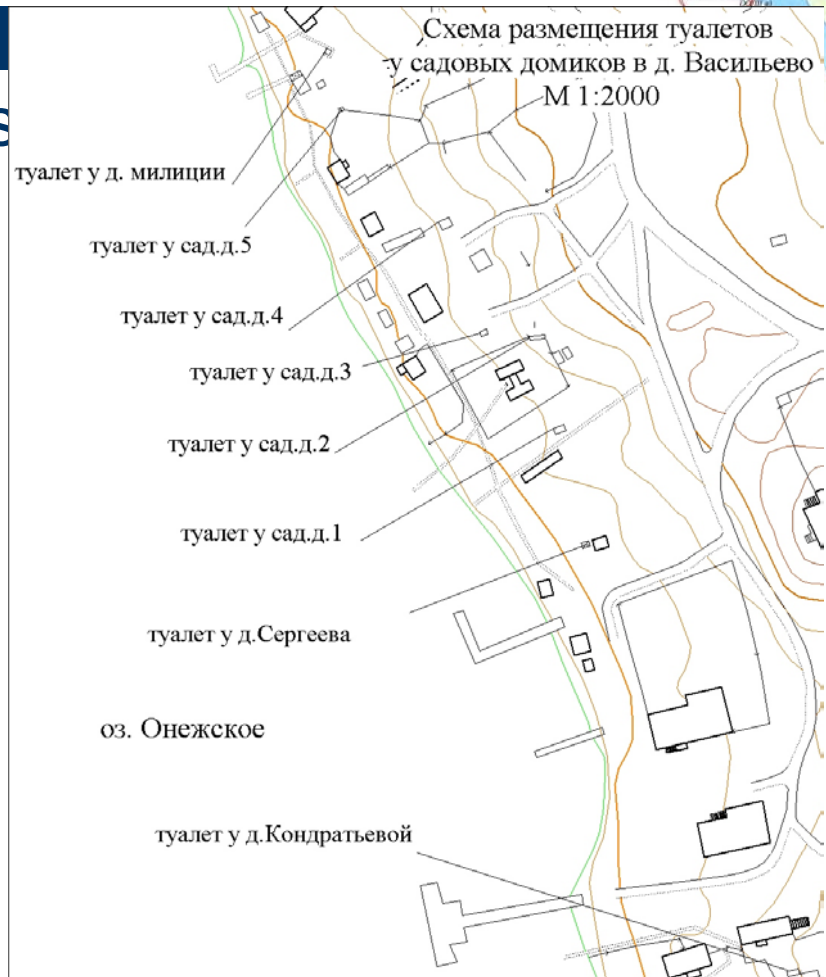 Схема размещения туалетов
у садовых домиков в д. Васильево
М 1:2000
s
туалет у д. милиции
туалет у сад.д.5
туалет у сад.д.4
туалет у сад.д.3
туалет у сад.д.2
туалет у сад.д.1
туалет у д.Сергеева
оз. Онежское
туалет у д.Кондратьевой